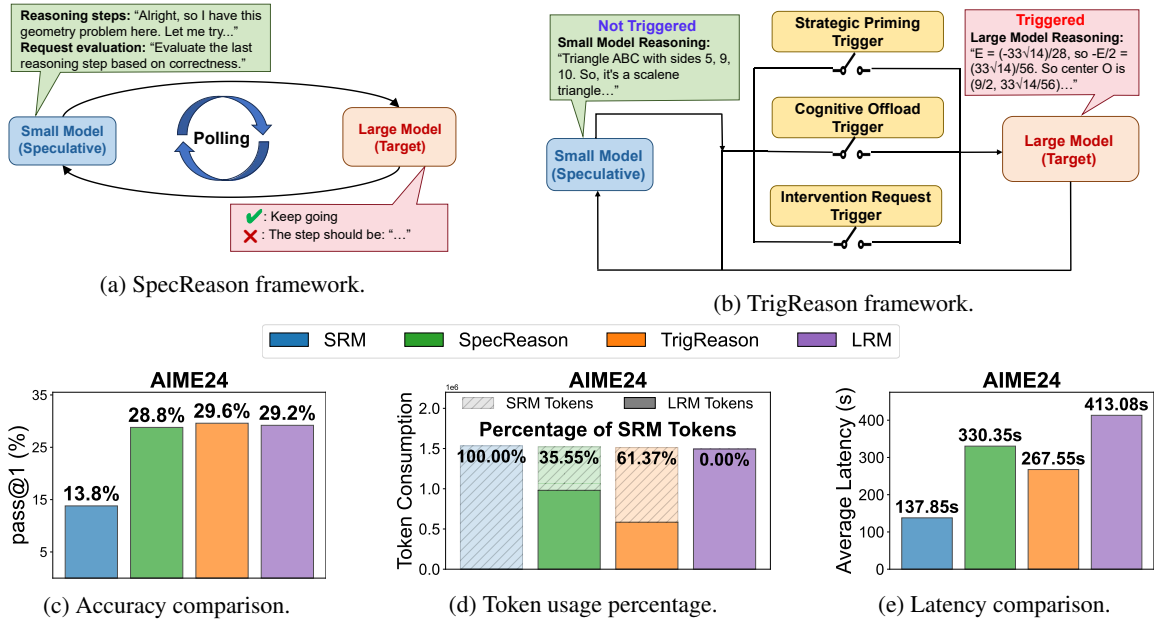 Reasoning steps: “Alright, so I have this
geometry problem here. Let me try...”
Request evaluation: “Evaluate the last
reasoning step based on correctness.”
Small Model
(Speculative)
Polling
Large Model
(Target)
✔: Keep going
✕: The step should be: “…”
(a) SpecReason framework.
Not Triggered
Small Model Reasoning:
“Triangle ABC with sides 5, 9,
10. So, it's a scalene
triangle…”
Small Model
(Speculative)
Strategic Priming
Trigger
Cognitive Offload
Trigger
Intervention Request
Trigger
Triggered
Large Model Reasoning:
“E = (-33√14)/28, so -E/2 =
(33√14)/56. So center O is
(9/2, 33√14/56)…”
Large Model
(Target)
(b) TrigReason framework.
SRM SpecReason TrigReason LRM
AIME24
pass@1 (%)
35
25
15
5
13.8%
28.8%
29.6%
29.2%
(c) Accuracy comparison.
AIME24
1e6
Token Consumption
2.0
1.5
1.0
0.5
0.0
SRM Tokens LRM Tokens
Percentage of SRM Tokens
100.00% 35.55% 61.37% 0.00%
(d) Token usage percentage.
AIME24
Average Latency (s)
400
300
200
100
0
137.85s
330.35s
267.55s
413.08s
(e) Latency comparison.